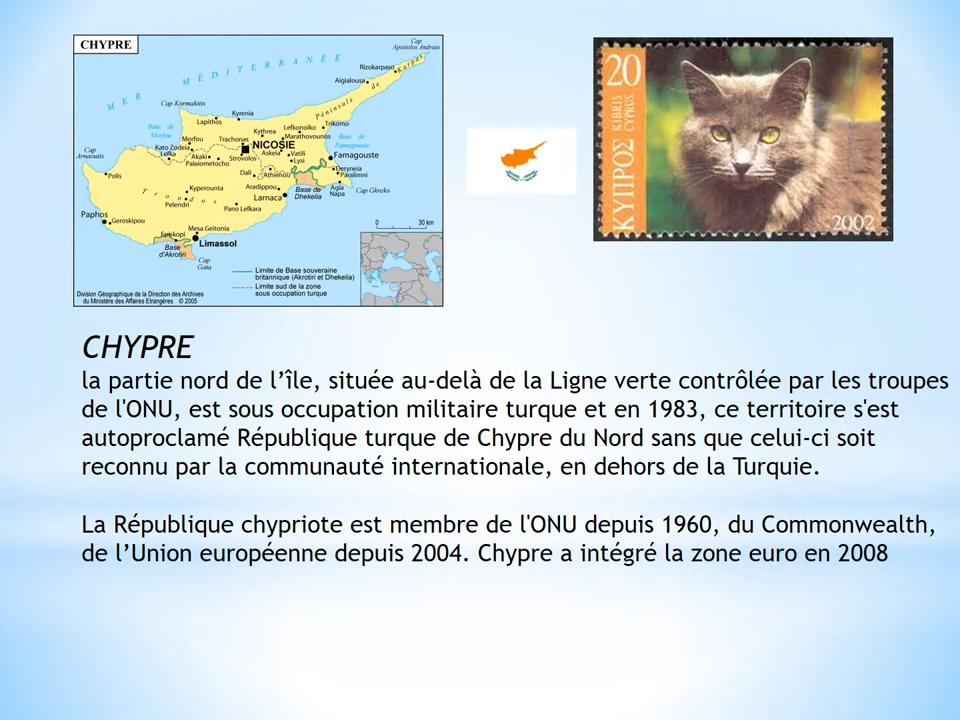 CHYPRE
Cap
Apostolos Andreas
MER MÉDITERRANÉE
Rizokarpaso
Aigialousa
Péninsule de Karpas
Cap Kormakitis
Kyrenia
Lapithos
Trikomo
Lefkonoiko
Kythrea
Marathovounos
Base de
Morfou
Base de
Famagouste
Morfou
Trachonas
NICOSIE
Kato Zodeia
Lefka
Akaki
Strovolos
Askeia
Vatili
Lysi
Famagouste
Palaiometocho
Cap
Arnaoutis
Dali
Athienou
Deryneia
Paralimni
Polis
Kyperounta
Aradippou
Base de
Dhekelia
Agia
Napa
Cap Gkreko
Troodos
Pelendri
Larnaca
Pano Lefkara
Paphos
Geroskipou
Mesa Geitonia
Episkopi
Limassol
Base
d'Akrotiri
Cap
Gata
0 30 km
Limite de Base souveraine
britannique (Akrotiri et Dhekelia)
Limite sud de la zone
sous occupation turque
Division Géographique de la Direction des Archives
du Ministère des Affaires Etrangères © 2005
20
ΚΥΠΡΟΣ
KIBRIS
CYPRUS
2002
CHYPRE
la partie nord de l’île, située au-delà de la Ligne verte contrôlée par les troupes
de l'ONU, est sous occupation militaire turque et en 1983, ce territoire s'est
autoproclamé République turque de Chypre du Nord sans que celui-ci soit
reconnu par la communauté internationale, en dehors de la Turquie.
La République chypriote est membre de l'ONU depuis 1960, du Commonwealth,
de l’Union européenne depuis 2004. Chypre a intégré la zone euro en 2008